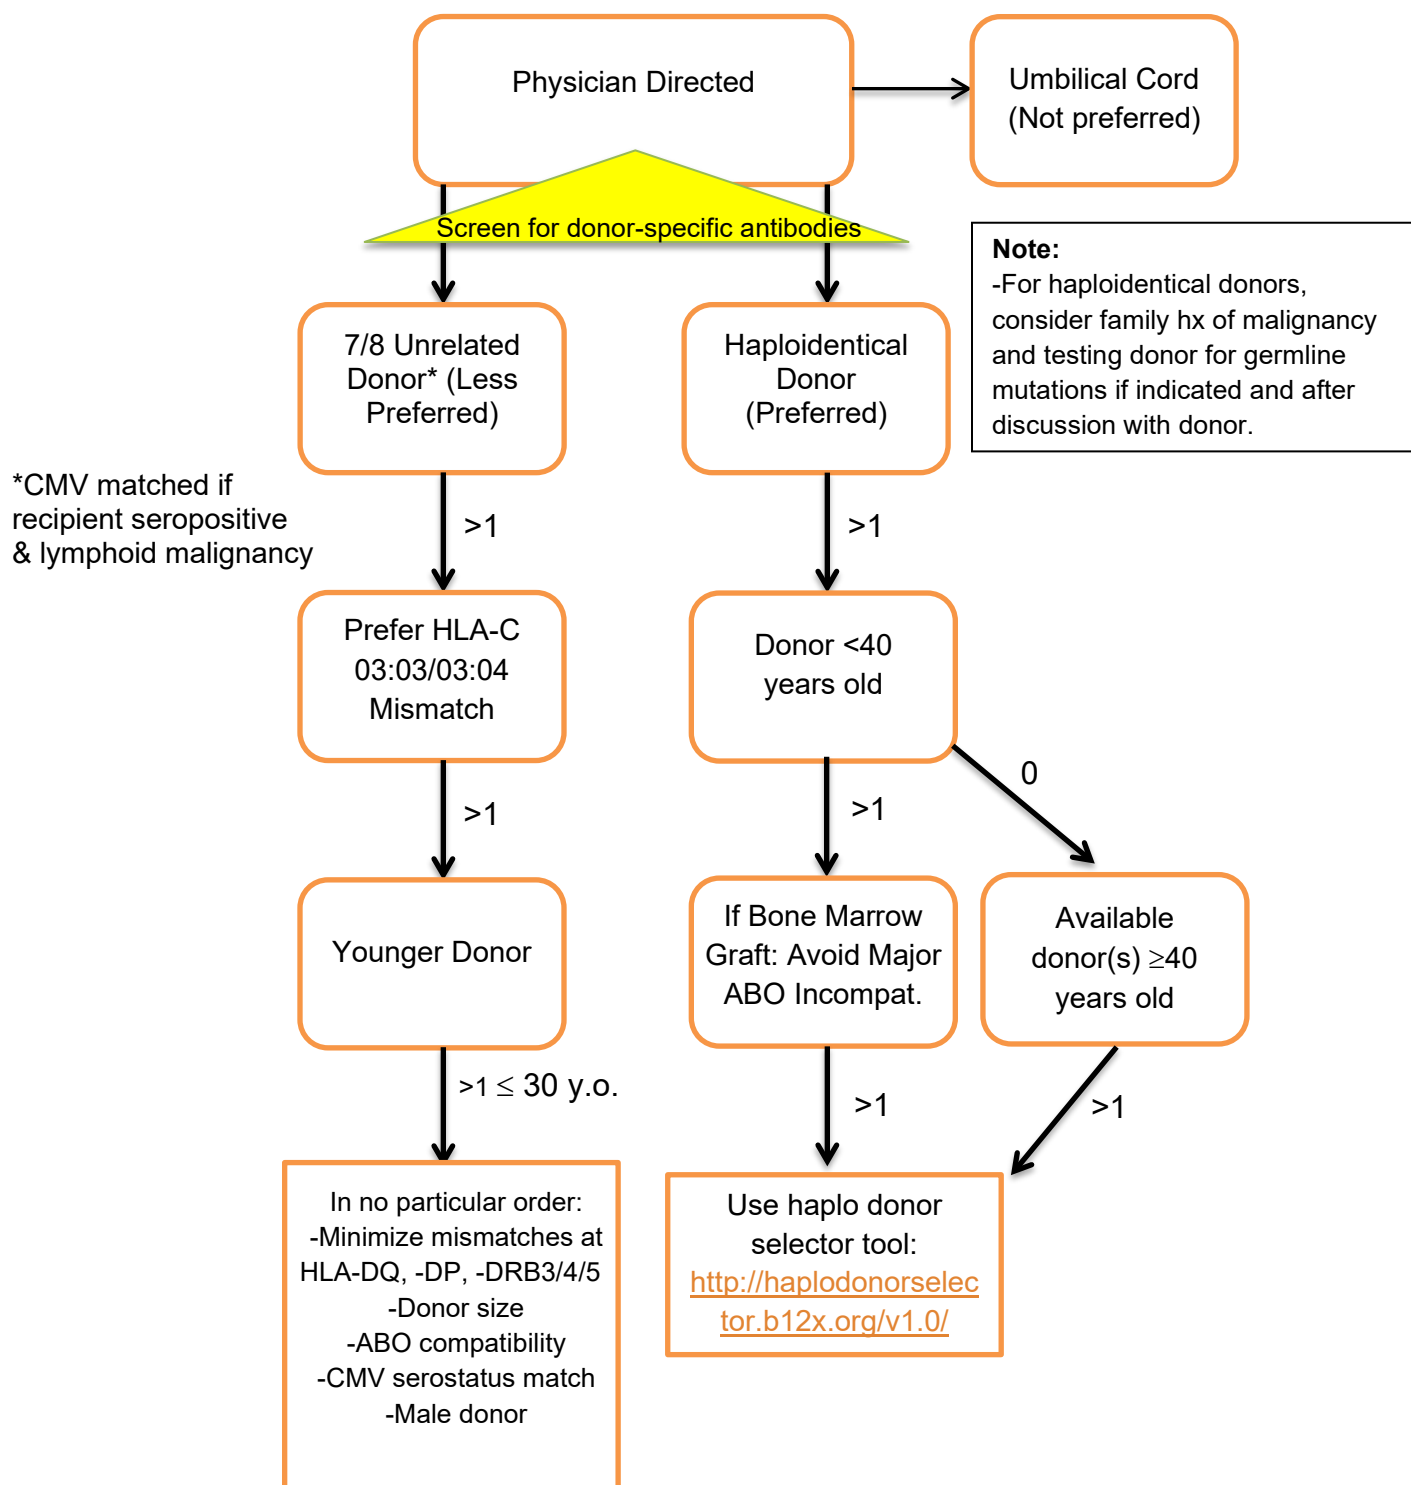 Physician Directed
Umbilical Cord
(Not preferred)
Screen for donor-specific antibodies
Note:
-For haploidentical donors,
consider family hx of malignancy
and testing donor for germline
mutations if indicated and after
discussion with donor.
7/8 Unrelated
Donor* (Less
Preferred)
Haploidentical
Donor
(Preferred)
*CMV matched if
recipient seropositive
& lymphoid malignancy
>1
>1
Prefer HLA-C
03:03/03:04
Mismatch
Donor <40
years old
>1
>1
0
Younger Donor
If Bone Marrow
Graft: Avoid Major
ABO Incompat.
Available
donor(s) ≥40
years old
>1 ≤ 30 y.o.
>1
>1
In no particular order:
-Minimize mismatches at
HLA-DQ, -DP, -DRB3/4/5
-Donor size
-ABO compatibility
-CMV serostatus match
-Male donor
Use haplo donor
selector tool:
http://haplodonorselec
tor.b12x.org/v1.0/